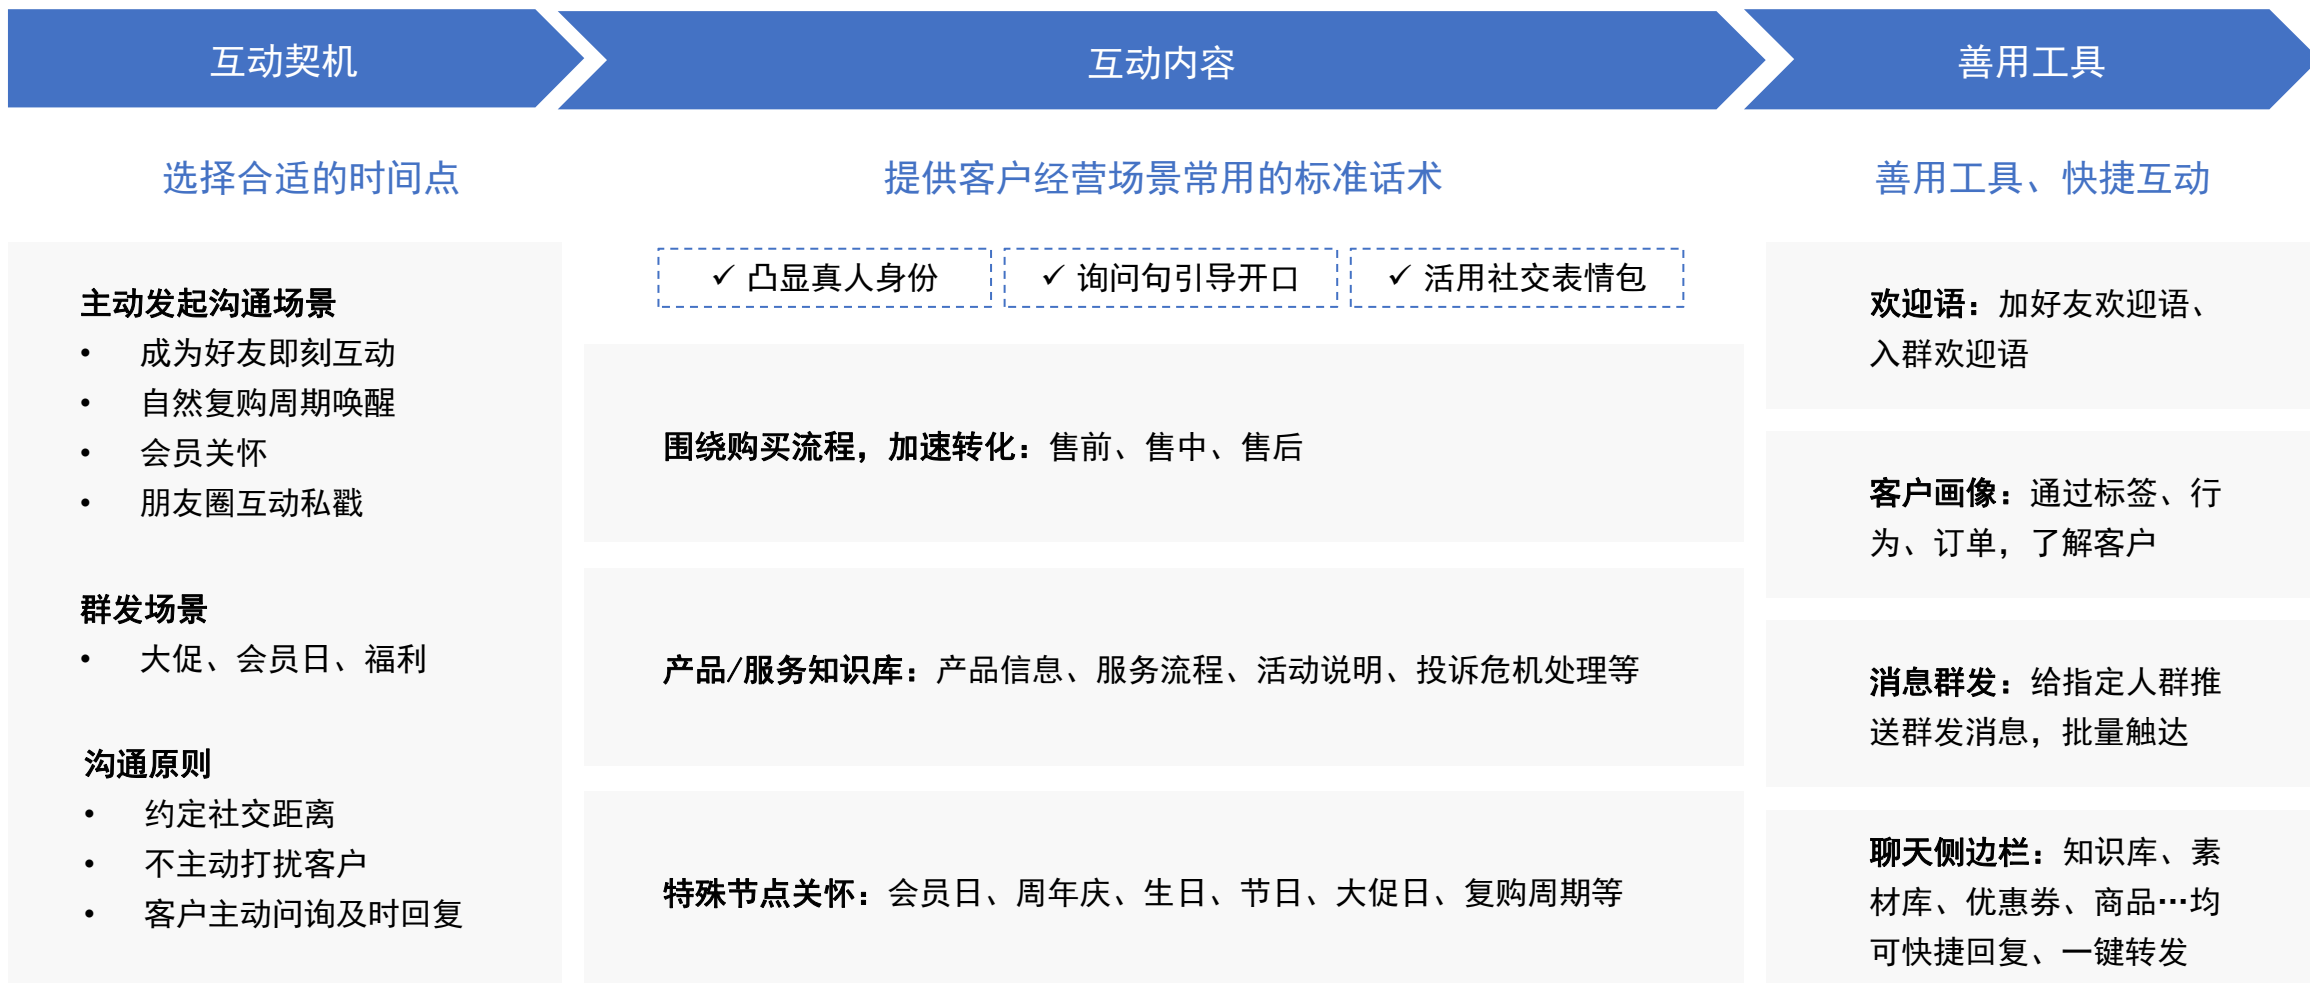 互动契机
互动内容
善用工具
选择合适的时间点
提供客户经营场景常用的标准话术
善用工具、快捷互动
主动发起沟通场景
• 成为好友即刻互动
• 自然复购周期唤醒
• 会员关怀
• 朋友圈互动私戳
群发场景
• 大促、会员日、福利
沟通原则
• 约定社交距离
• 不主动打扰客户
• 客户主动问询及时回复
✓ 凸显真人身份
✓ 询问句引导开口
✓ 活用社交表情包
围绕购买流程，加速转化：售前、售中、售后
产品/服务知识库：产品信息、服务流程、活动说明、投诉危机处理等
特殊节点关怀：会员日、周年庆、生日、节日、大促日、复购周期等
欢迎语：加好友欢迎语、
入群欢迎语
客户画像：通过标签、行
为、订单，了解客户
消息群发：给指定人群推
送群发消息，批量触达
聊天侧边栏：知识库、素
材库、优惠券、商品…均
可快捷回复、一键转发